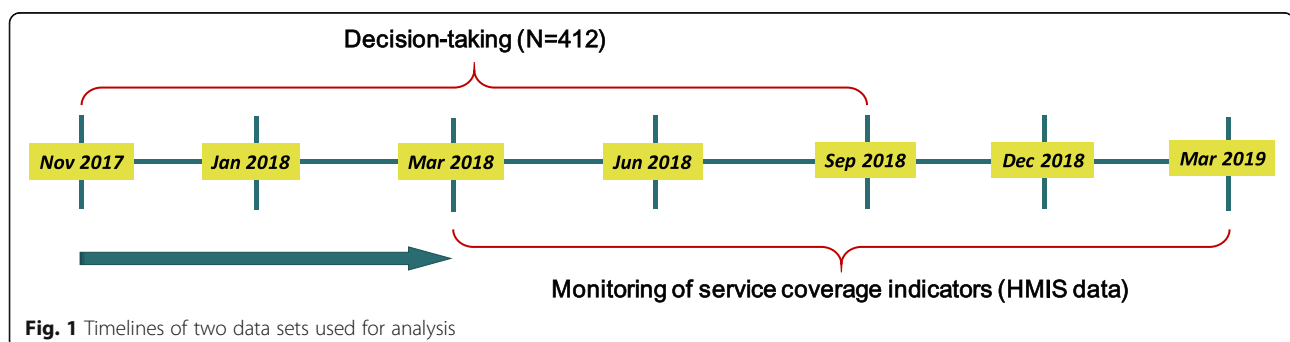 Decision-taking (N=412)
Nov 2017
Jan 2018
Mar 2018
Jun 2018
Sep 2018
Dec 2018
Mar 2019
Monitoring of service coverage indicators (HMIS data)
Fig. 1 Timelines of two data sets used for analysis